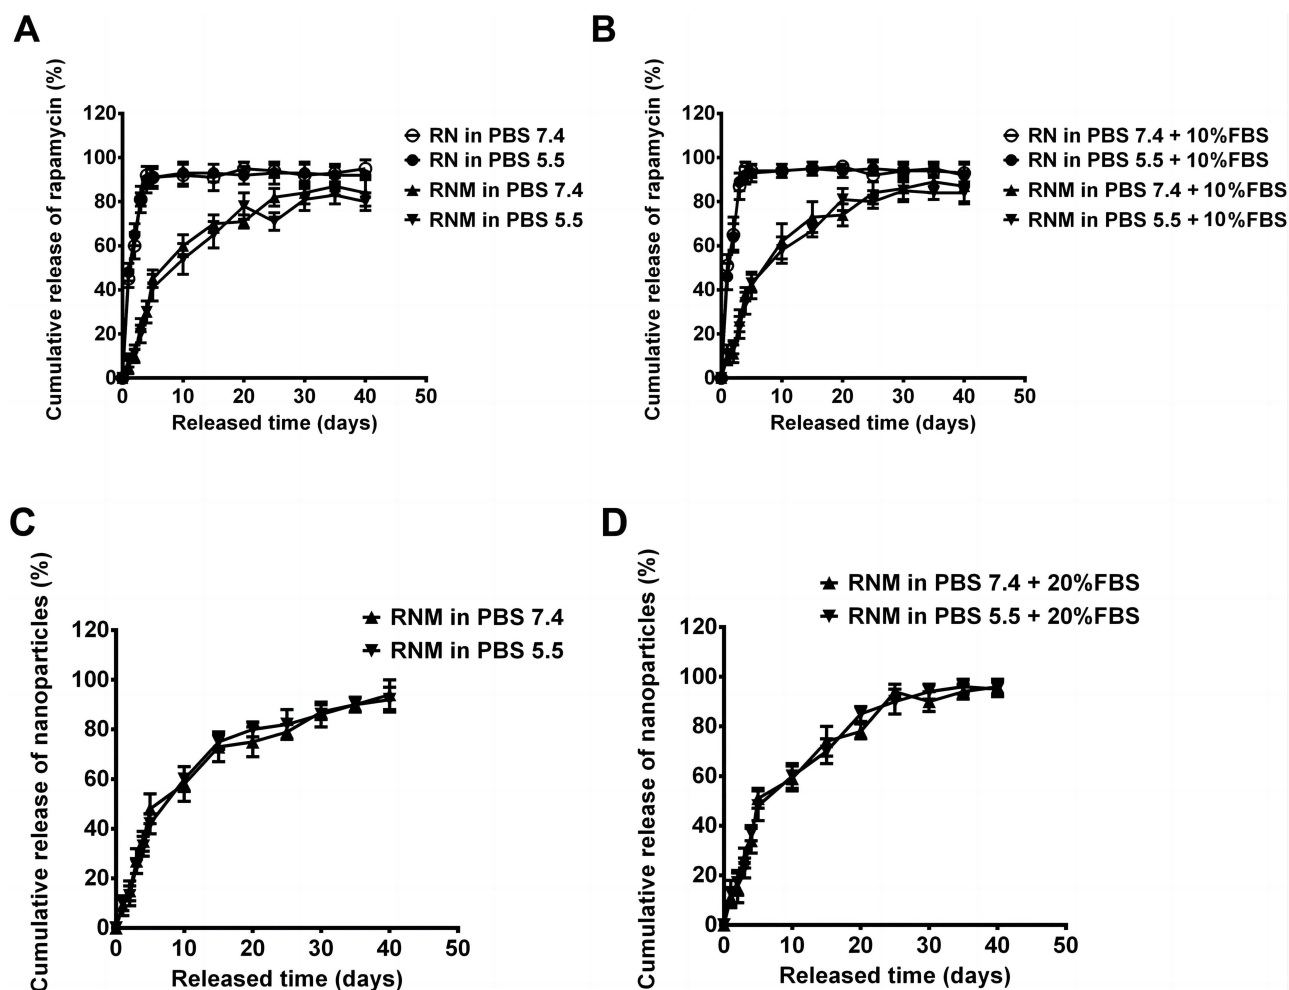 A
Cumulative release of rapamycin (%)
120
100
80
60
40
20
0
0 10 20 30 40 50
Released time (days)
RN in PBS 7.4
RN in PBS 5.5
RNM in PBS 7.4
RNM in PBS 5.5
B
Cumulative release of rapamycin (%)
120
100
80
60
40
20
0
0 10 20 30 40 50
Released time (days)
RN in PBS 7.4 + 10%FBS
RN in PBS 5.5 + 10%FBS
RNM in PBS 7.4 + 10%FBS
RNM in PBS 5.5 + 10%FBS
C
Cumulative release of nanoparticles (%)
120
100
80
60
40
20
0
0 10 20 30 40 50
Released time (days)
RNM in PBS 7.4
RNM in PBS 5.5
D
Cumulative release of nanoparticles (%)
120
100
80
60
40
20
0
0 10 20 30 40 50
Released time (days)
RNM in PBS 7.4 + 20%FBS
RNM in PBS 5.5 + 20%FBS